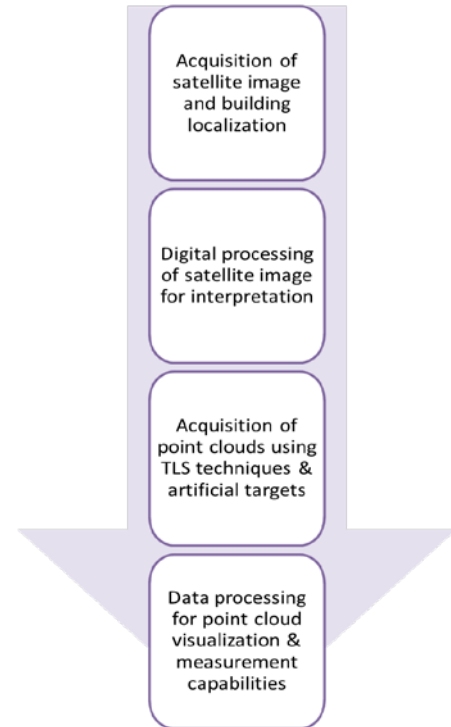 Acquisition of
satellite image
and building
localization
Digital processing
of satellite image
for interpretation
Acquisition of
point clouds using
TLS techniques &
artificial targets
Data processing
for point cloud
visualization &
measurement
capabilities